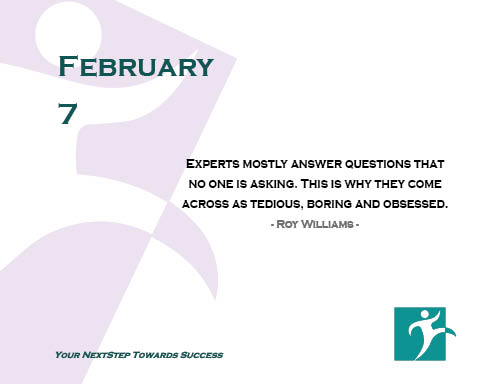 February
7
Experts mostly answer questions that
no one is asking. This is why they come
across as tedious, boring and obsessed.
- Roy Williams -
Your NextStep Towards Success